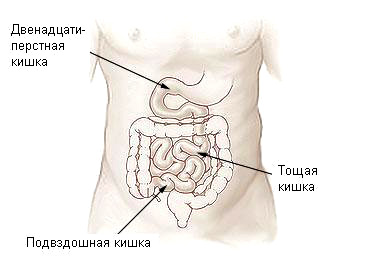 Двенадцати-
перстная
кишка
Тощая
кишка
Подвздошная кишка